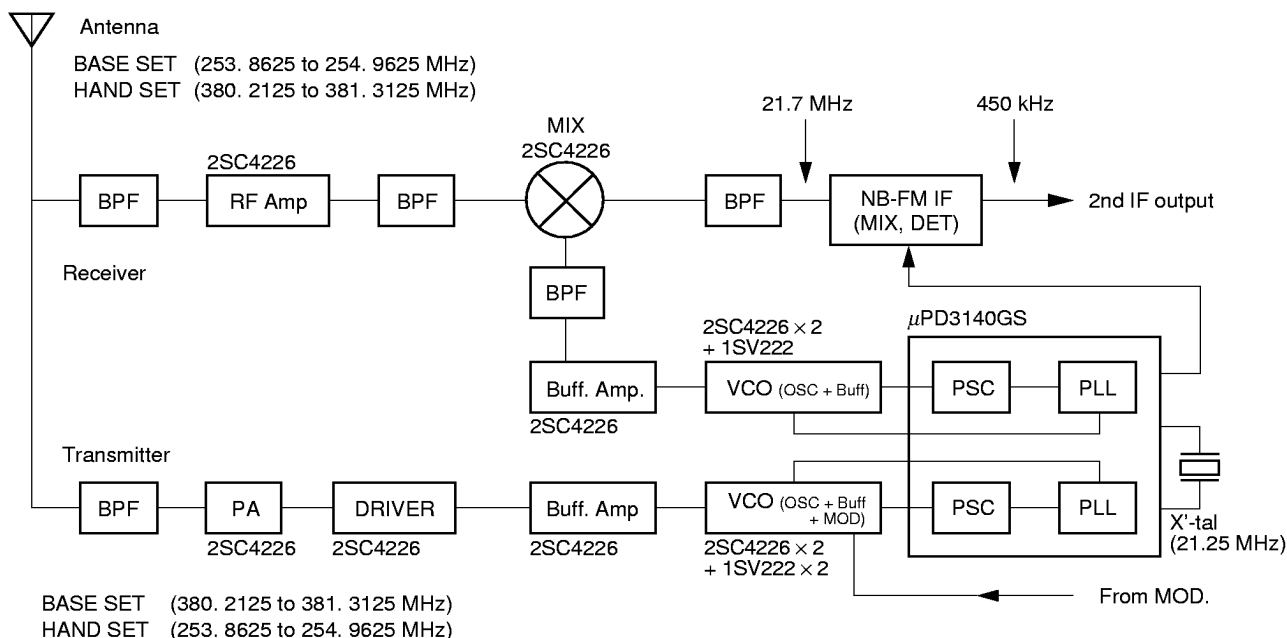 Antenna
BASE SET (253. 8625 to 254. 9625 MHz)
HAND SET (380. 2125 to 381. 3125 MHz)
21.7 MHz
450 kHz
MIX
2SC4226
2SC4226
BPF
RF Amp
BPF
BPF
NB-FM IF
(MIX, DET)
2nd IF output
Receiver
BPF
2SC4226 × 2
+ 1SV222
μPD3140GS
Buff. Amp.
2SC4226
VCO (OSC + Buff)
PSC
PLL
Transmitter
BPF
PA
2SC4226
DRIVER
2SC4226
Buff. Amp
2SC4226
VCO (OSC + Buff
+ MOD)
2SC4226 × 2
+ 1SV222 × 2
PSC
PLL
X'-tal
(21.25 MHz)
From MOD.
BASE SET (380. 2125 to 381. 3125 MHz)
HAND SET (253. 8625 to 254. 9625 MHz)